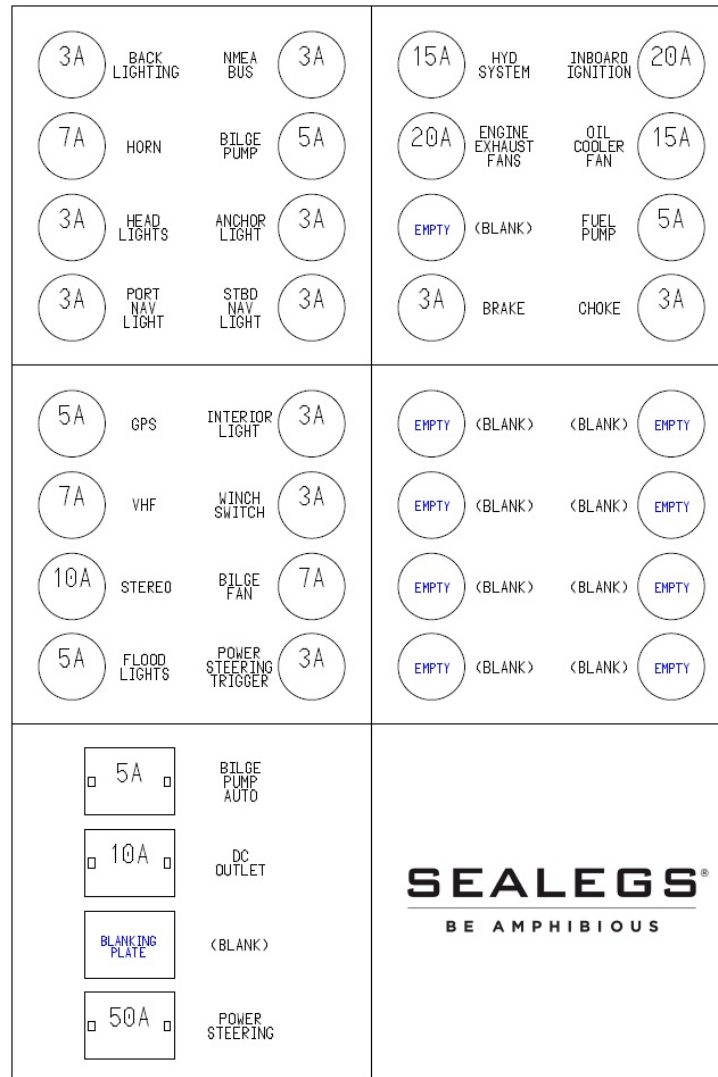 3A
BACK
LIGHTING
NMEA
BUS
3A
7A
HORN
BILGE
PUMP
5A
3A
HEAD
LIGHTS
ANCHOR
LIGHT
3A
3A
PORT
NAV
LIGHT
STBD
NAV
LIGHT
3A
15A
HYD
SYSTEM
INBOARD
IGNITION
20A
20A
ENGINE
EXHAUST
FANS
OIL
COOLER
FAN
15A
EMPTY
(BLANK)
FUEL
PUMP
5A
3A
BRAKE
CHOKE
3A
5A
GPS
INTERIOR
LIGHT
3A
7A
VHF
WINCH
SWITCH
3A
10A
STEREO
BILGE
FAN
7A
5A
FLOOD
LIGHTS
POWER
STEERING
TRIGGER
3A
EMPTY
(BLANK)
(BLANK)
EMPTY
EMPTY
(BLANK)
(BLANK)
EMPTY
EMPTY
(BLANK)
(BLANK)
EMPTY
EMPTY
(BLANK)
(BLANK)
EMPTY
5A
BILGE
PUMP
AUTO
10A
DC
OUTLET
BLANKING
PLATE
(BLANK)
50A
POWER
STEERING
SEALEGS®
BE AMPHIBIOUS